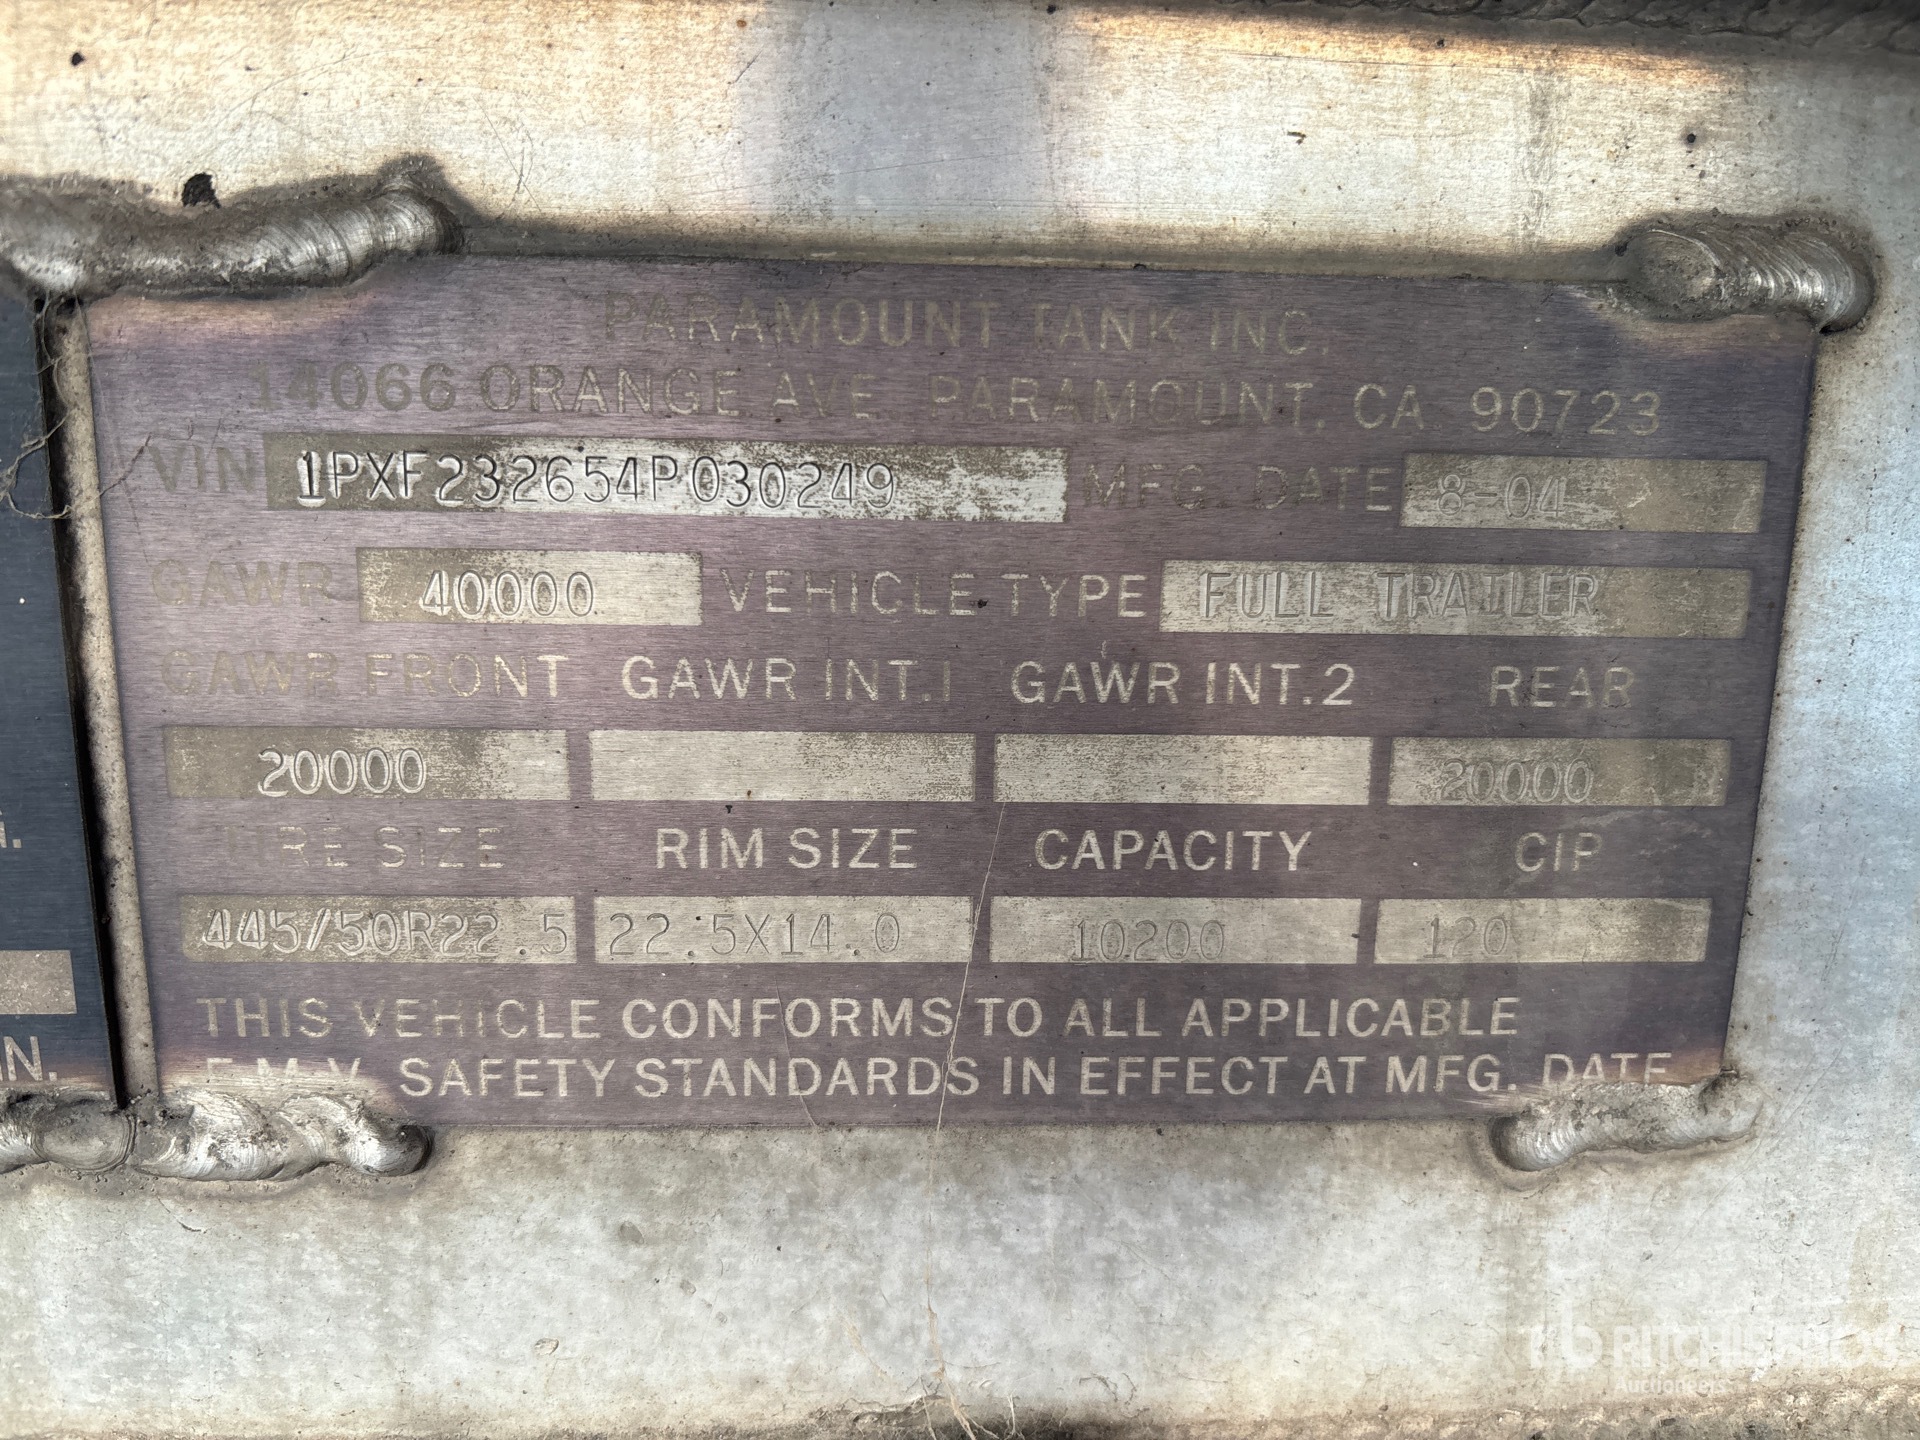 PARAMOUNT TANK INC.
14066 ORANGE AVE PARAMOUNT, CA 90723
VIN 1PXF232654P030249 MFG. DATE 8-04
GAWR 40000 VEHICLE TYPE FULL TRAILER
GAWR FRONT GAWR INT.1 GAWR INT.2 REAR
20000 20000
TIRE SIZE RIM SIZE CAPACITY CIP
445/50R22.5 22.5X14.0 10200 120
THIS VEHICLE CONFORMS TO ALL APPLICABLE
F.M.V. SAFETY STANDARDS IN EFFECT AT MFG. DATE
G.
IN.
rb RITCHIE BROS
Auctioneers